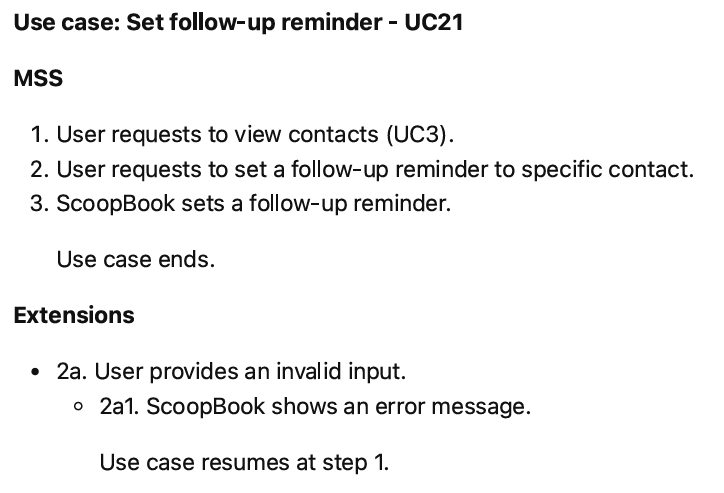 Use case: Set follow-up reminder - UC21
MSS
1. User requests to view contacts (UC3).
2. User requests to set a follow-up reminder to specific contact.
3. ScoopBook sets a follow-up reminder.
Use case ends.
Extensions
• 2a. User provides an invalid input.
◦ 2a1. ScoopBook shows an error message.
Use case resumes at step 1.